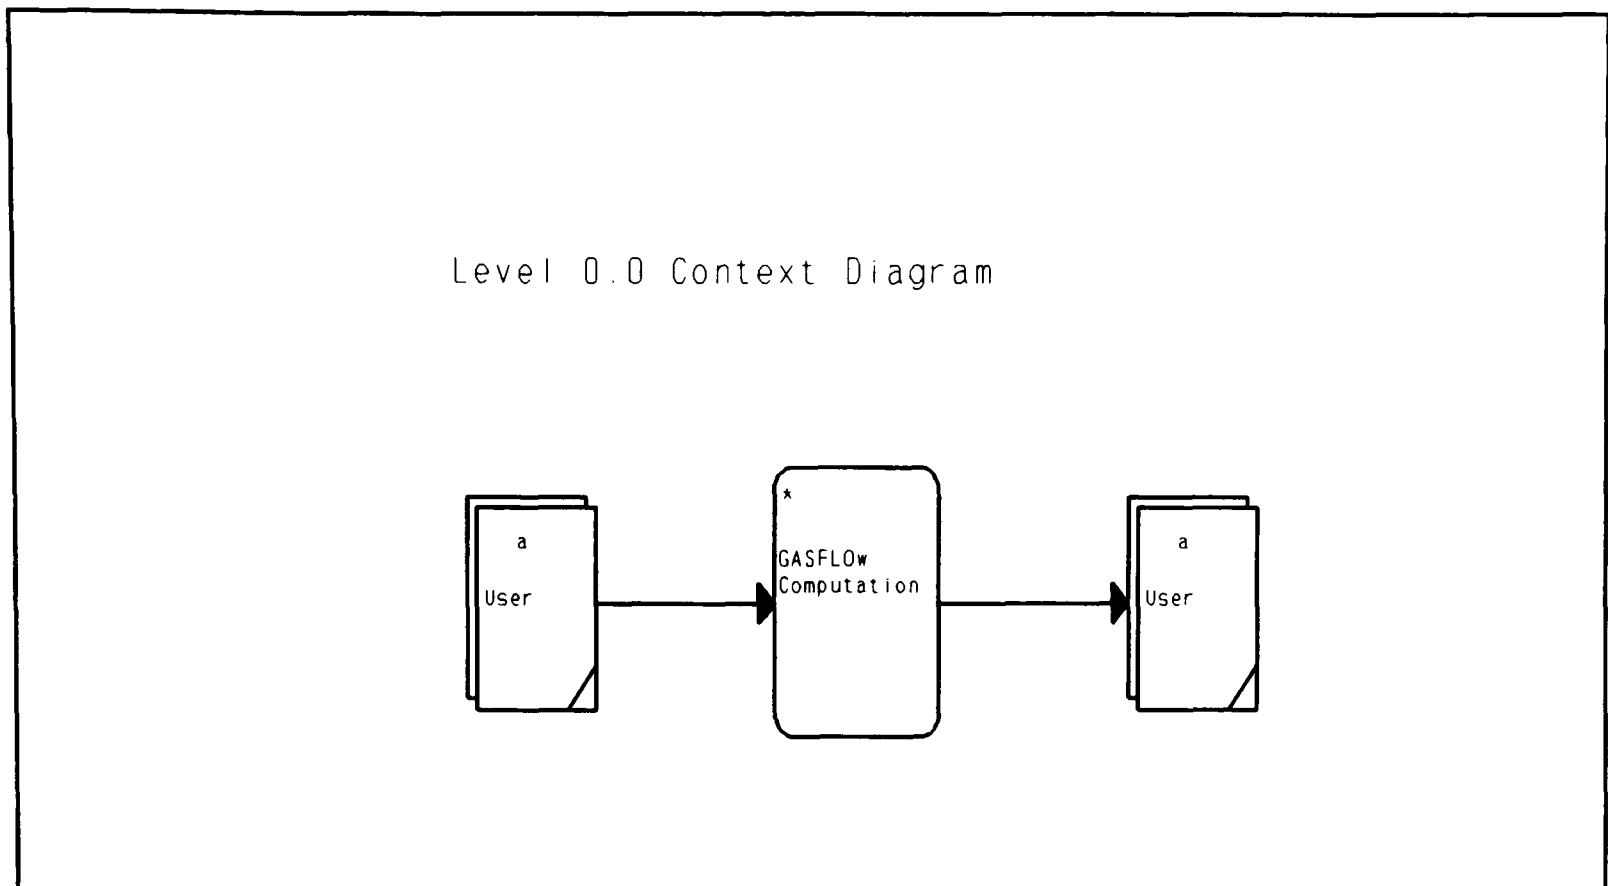 Level 0.0 Context Diagram
*
GASFLOw
Computation
a
User
a
User